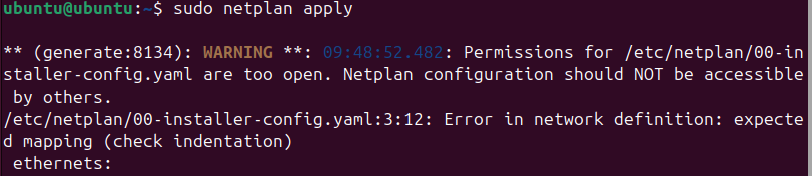 ubuntu@ubuntu:~$ sudo netplan apply
** (generate:8134): WARNING **: 09:48:52.482: Permissions for /etc/netplan/00-in
staller-config.yaml are too open. Netplan configuration should NOT be accessible
by others.
/etc/netplan/00-installer-config.yaml:3:12: Error in network definition: expecte
d mapping (check indentation)
ethernets: